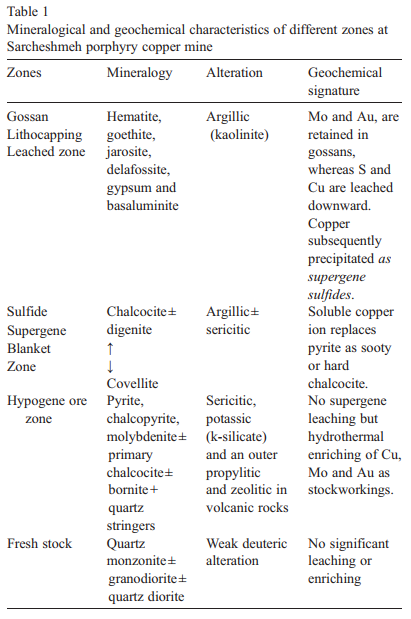 Table 1
Mineralogical and geochemical characteristics of different zones at
Sarcheshmeh porphyry copper mine
Zones Mineralogy Alteration Geochemical
signature
Gossan Hematite, Argillic Mo and Au, are
Lithocapping goethite, (kaolinite) retained in
Leached zone jarosite, gossans,
delafossite, whereas S and
gypsum and Cu are leached
basaluminite downward.
Copper
subsequently
precipitated as
supergene
sulfides.
Sulfide Chalcocite± Argillic± Soluble copper
Supergene digenite sericitic ion replaces
Blanket ↑ pyrite as sooty
Zone ↓ or hard
Covellite chalcocite.
Hypogene ore Pyrite, Sericitic, No supergene
zone chalcopyrite, potassic leaching but
molybdenite± (k-silicate) hydrothermal
primary and an outer enriching of Cu,
chalcocite± propylitic Mo and Au as
bornite+ and zeolitic in stockworkings.
quartz volcanic rocks
stringers
Fresh stock Quartz Weak deuteric No significant
monzonite± alteration leaching or
granodiorite± enriching
quartz diorite